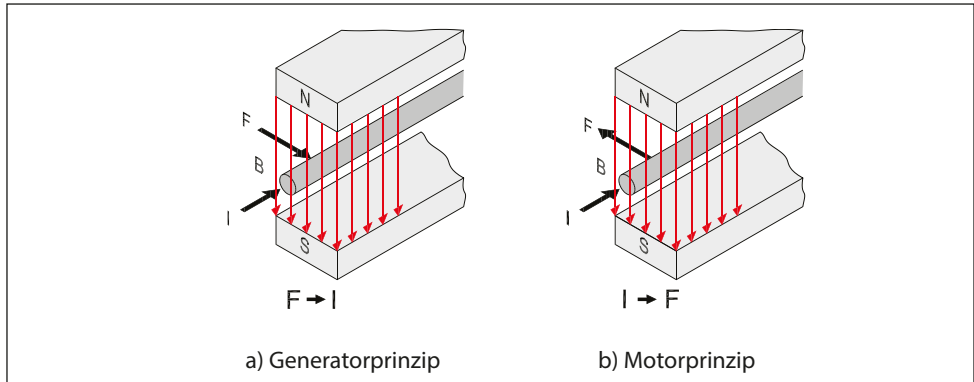 N
F
B
I
S
F → I
a) Generatorprinzip
N
F
B
I
S
I → F
b) Motorprinzip